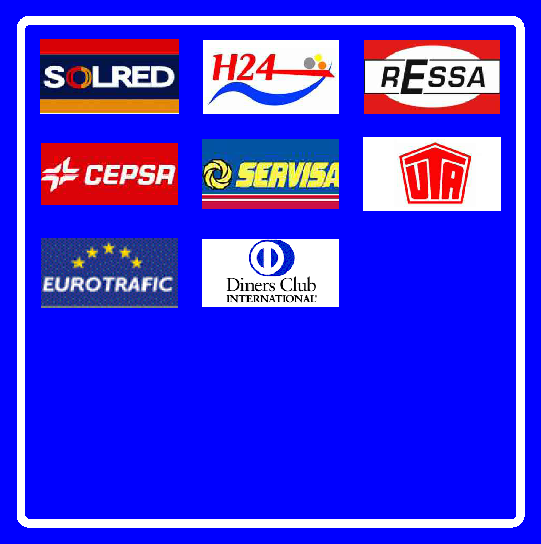 SOLRED
H24
RESSA
CEPSA
SERVISA
UTA
EUROTRAFIC
Diners Club
INTERNATIONAL